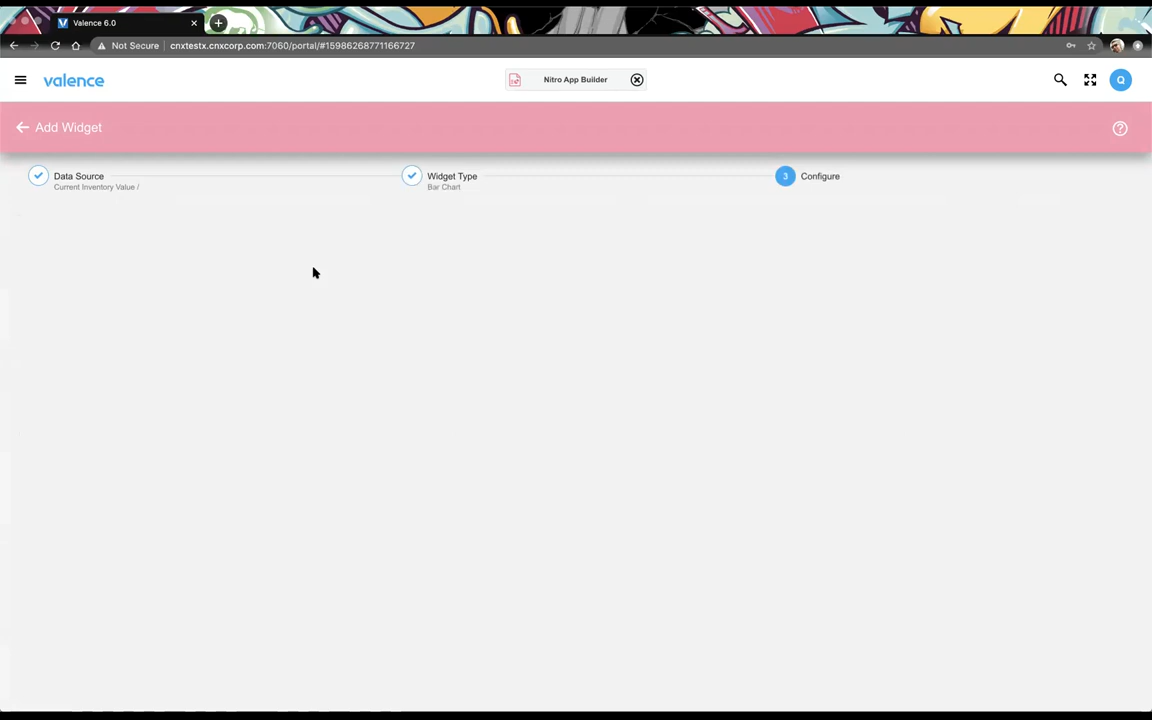 Valence 6.0
Not Secure cnxtestx.cnxcorp.com:7060/portal/#15986268771166727
valence
Nitro App Builder
Q
Add Widget
Data Source
Current Inventory Value /
Widget Type
Bar Chart
3 Configure